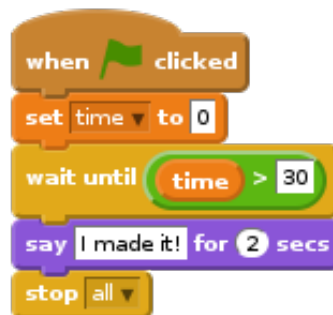 when clicked
set time to 0
wait until time > 30
say I made it! for 2 secs
stop all